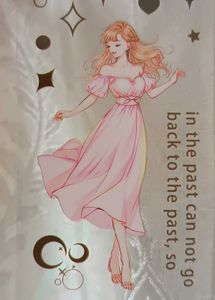 in the past can not go
back to the past, so